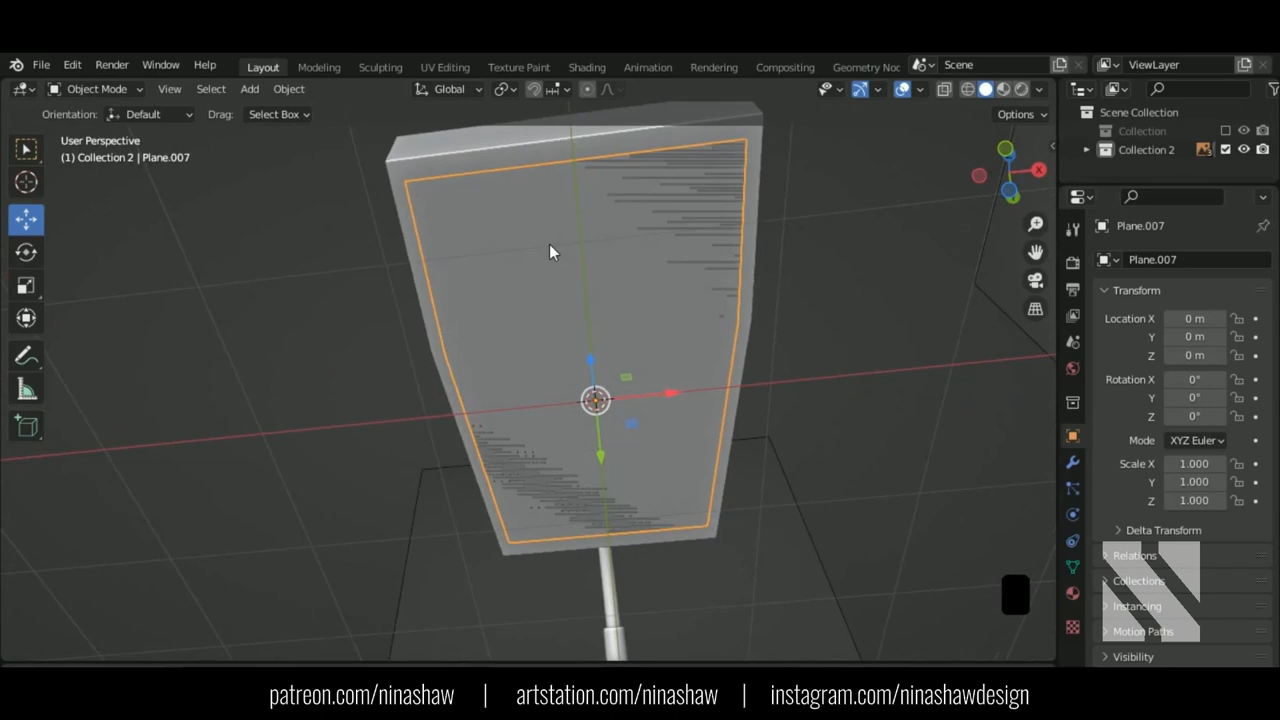 File Edit Render Window Help
Layout Modeling Sculpting UV Editing Texture Paint Shading Animation Rendering Compositing Geometry Noc
Scene
ViewLayer
Object Mode View Select Add Object
Global
Orientation: Default Drag: Select Box
Options
User Perspective
(1) Collection 2 | Plane.007
X
Scene Collection
Collection
Collection 2
Plane.007
Plane.007
Transform
Location X 0 m
Y 0 m
Z 0 m
Rotation X 0°
Y 0°
Z 0°
Mode XYZ Euler
Scale X 1.000
Y 1.000
Z 1.000
Delta Transform
Relations
Collections
Instancing
Motion Paths
Visibility
patreon.com/ninashaw | artstation.com/ninashaw | instagram.com/ninashawdesign